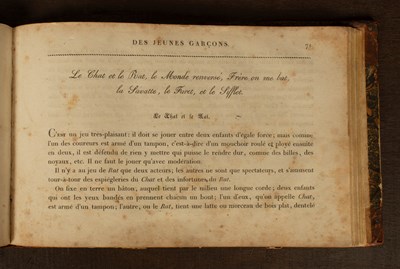 DES JEUNES GARÇONS.
Le Chat et le Rat, le Monde renversé, Frère on me bat,
la Savatte, le Furet, et le Sifflet.
Le Chat et le Rat.
C'EST un jeu très-plaisant: il doit se jouer entre deux enfants d'égale force; mais comme
l'un des coureurs est armé d'un tampon, c'est-à-dire d'un mouchoir roulé et ployé ensuite
en deux, il est défendu de rien y mettre qui puisse le rendre dur, comme des billes, des
noyaux, etc. Il ne faut le jouer qu'avec modération.
Il n'y a au jeu de Rat que deux acteurs; les autres ne sont que spectateurs, et s'amusent
tour-à-tour des espiègleries du Chat et des infortunes du Rat.
On fixe en terre un bâton, auquel tient par le milieu une longue corde; deux enfants
qui ont les yeux bandés en prennent chacun un bout; l'un d'eux, qu'on appelle Chat,
est armé d'un tampon; l'autre, ou le Rat, tient une latte ou morceau de bois plat, dentelé